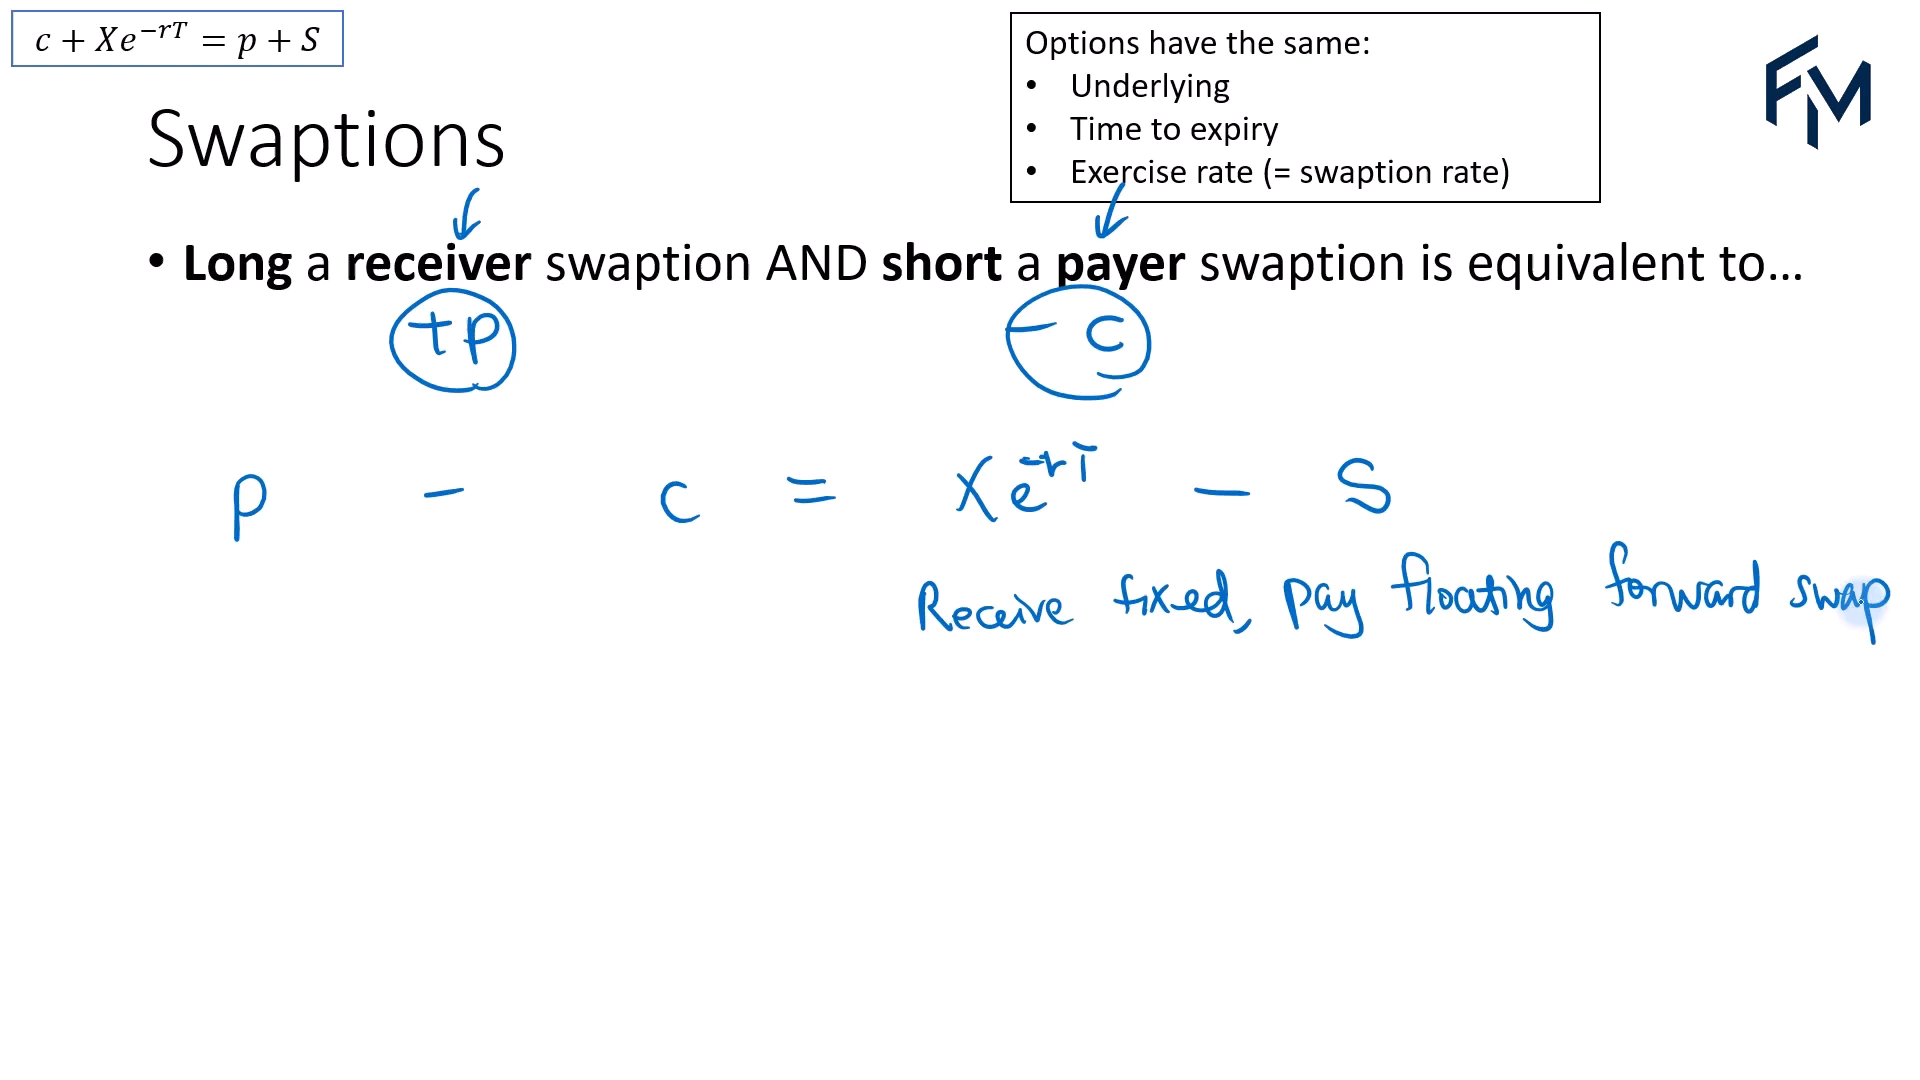 c + Xe^{-rT} = p + S
Options have the same:
• Underlying
• Time to expiry
• Exercise rate (= swaption rate)
FM
Swaptions
• Long a receiver swaption AND short a payer swaption is equivalent to...
+p - c
p - c = Xe^{-rT} - S
Receive fixed, pay floating forward swap